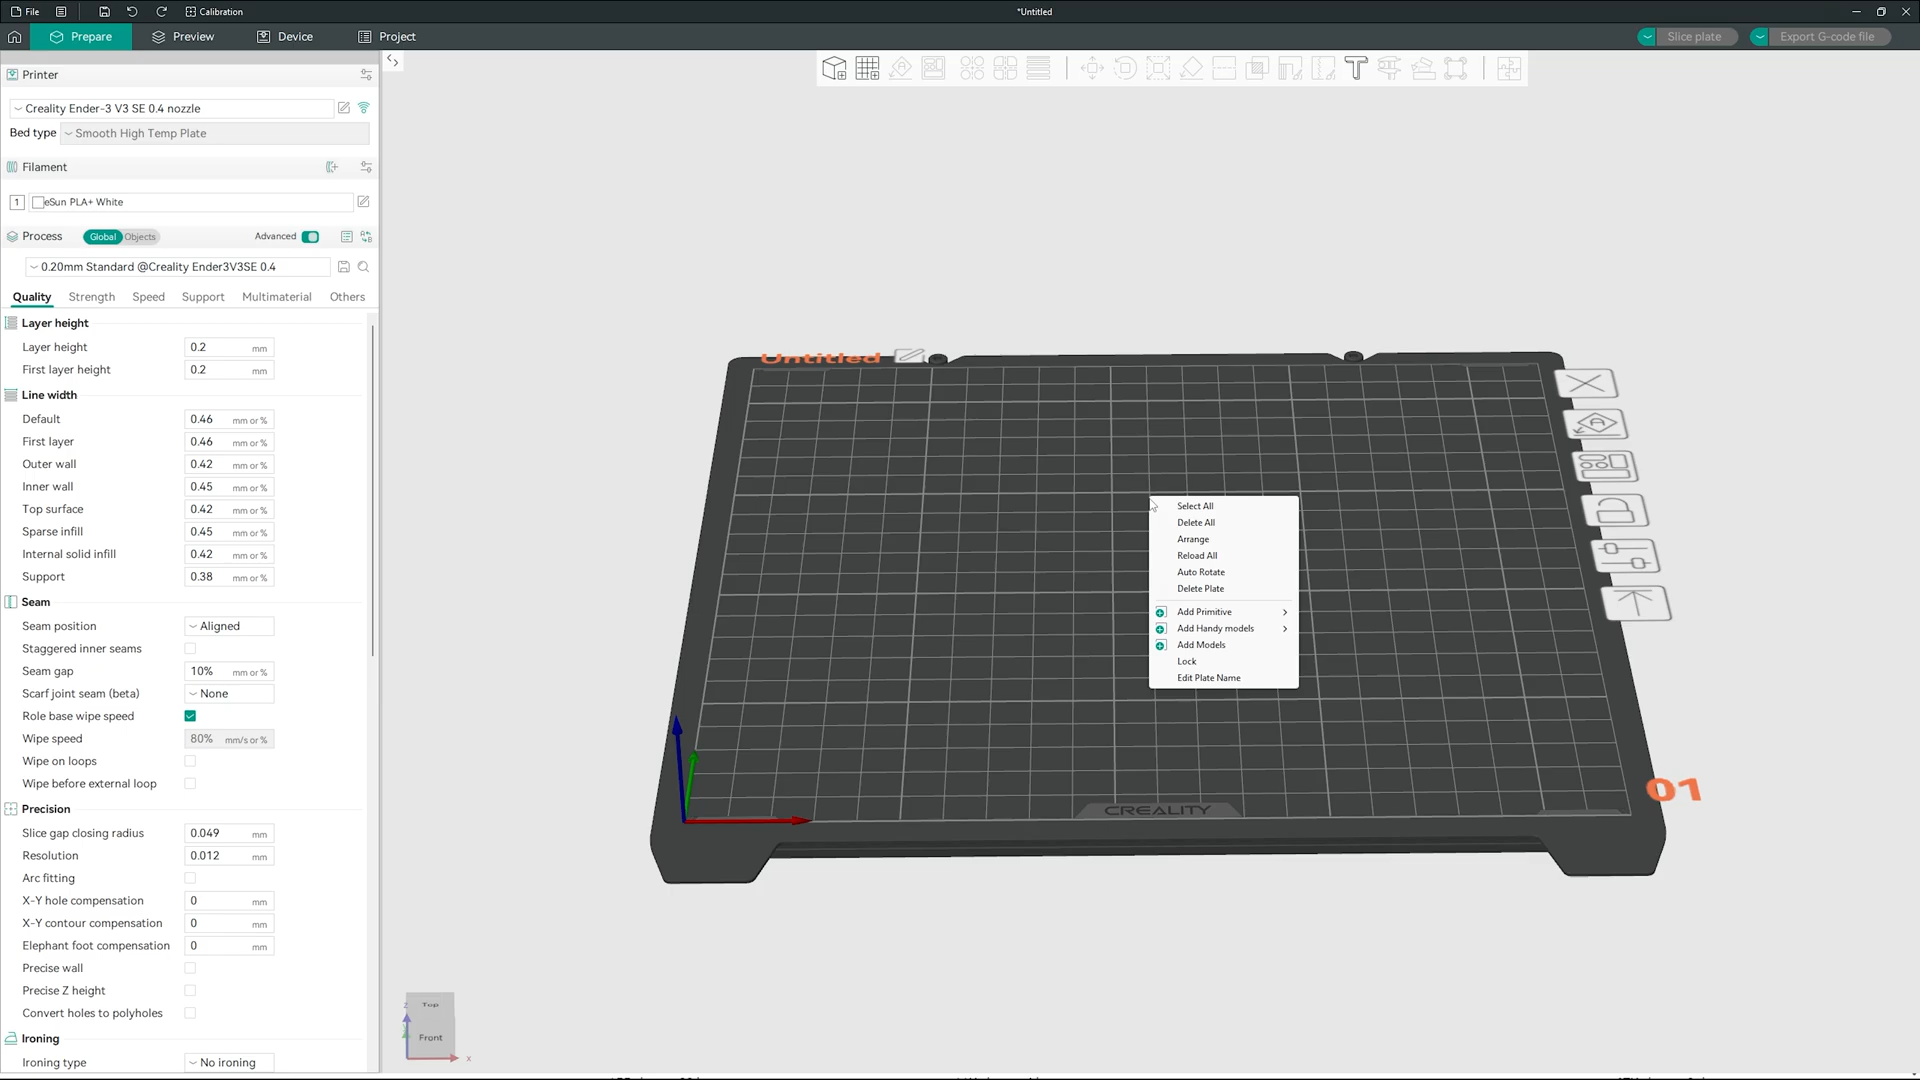 File
Calibration
*Untitled
Prepare
Preview
Device
Project
Slice plate
Export G-code file
Printer
Creality Ender-3 V3 SE 0.4 nozzle
Bed type
Smooth High Temp Plate
Filament
1
eSun PLA+ White
Process
Global
Objects
Advanced
0.20mm Standard @Creality Ender3V3SE 0.4
Quality
Strength
Speed
Support
Multimaterial
Others
Layer height
Layer height 0.2 mm
First layer height 0.2 mm
Line width
Default 0.46 mm or %
First layer 0.46 mm or %
Outer wall 0.42 mm or %
Inner wall 0.45 mm or %
Top surface 0.42 mm or %
Sparse infill 0.45 mm or %
Internal solid infill 0.42 mm or %
Support 0.38 mm or %
Seam
Seam position Aligned
Staggered inner seams
Seam gap 10% mm or %
Scarf joint seam (beta) None
Role base wipe speed
Wipe speed 80% mm/s or %
Wipe on loops
Wipe before external loop
Precision
Slice gap closing radius 0.049 mm
Resolution 0.012 mm
Arc fitting
X-Y hole compensation 0 mm
X-Y contour compensation 0 mm
Elephant foot compensation 0 mm
Precise wall
Precise Z height
Convert holes to polyholes
Ironing
Ironing type No ironing
Untitled
Select All
Delete All
Arrange
Reload All
Auto Rotate
Delete Plate
Add Primitive
Add Handy models
Add Models
Lock
Edit Plate Name
CREALITY
01
Top
Front
z
x